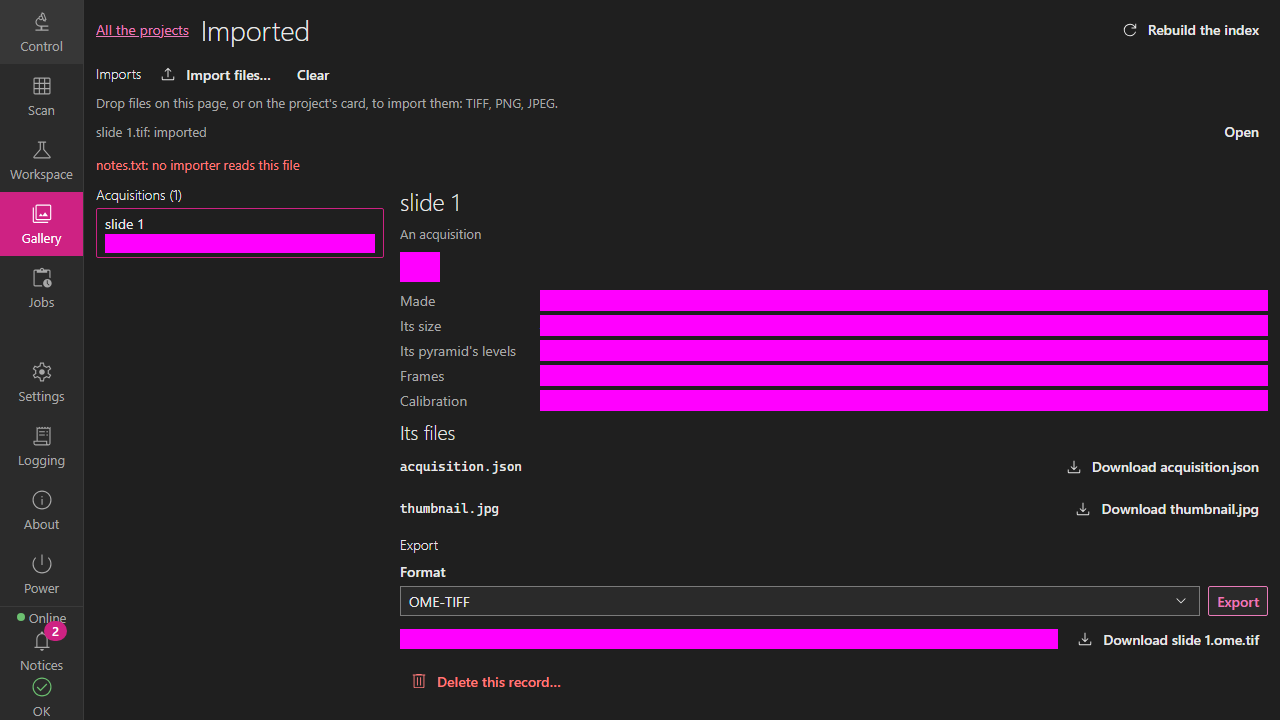 Control
Scan
Workspace
Gallery
Jobs
Settings
Logging
About
Power
Online
2
Notices
OK
All the projects Imported
Rebuild the index
Imports Import files... Clear
Drop files on this page, or on the project's card, to import them: TIFF, PNG, JPEG.
slide 1.tif: imported Open
notes.txt: no importer reads this file
Acquisitions (1)
slide 1
slide 1
An acquisition
Made
Its size
Its pyramid's levels
Frames
Calibration
Its files
acquisition.json Download acquisition.json
thumbnail.jpg Download thumbnail.jpg
Export
Format
OME-TIFF Export
Download slide 1.ome.tif
Delete this record...